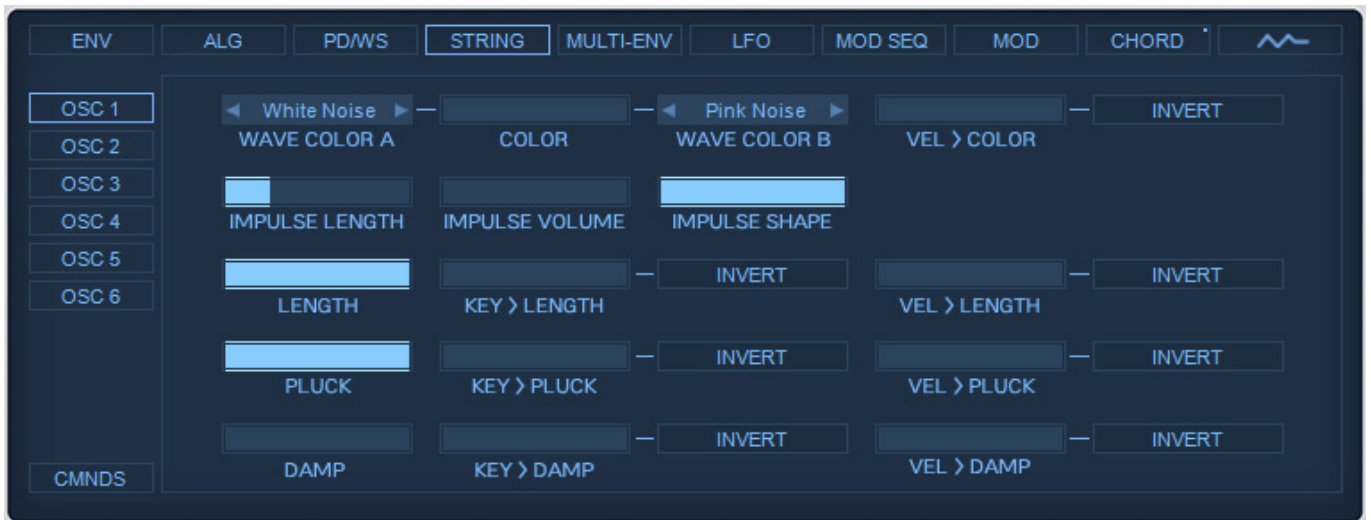 ENV ALG PD/WS STRING MULTI-ENV LFO MOD SEQ MOD CHORD
OSC 1
OSC 2
OSC 3
OSC 4
OSC 5
OSC 6
CMNDS
White Noise Pink Noise INVERT
WAVE COLOR A COLOR WAVE COLOR B VEL > COLOR
IMPULSE LENGTH IMPULSE VOLUME IMPULSE SHAPE
INVERT INVERT
LENGTH KEY > LENGTH VEL > LENGTH
INVERT INVERT
PLUCK KEY > PLUCK VEL > PLUCK
INVERT INVERT
DAMP KEY > DAMP VEL > DAMP